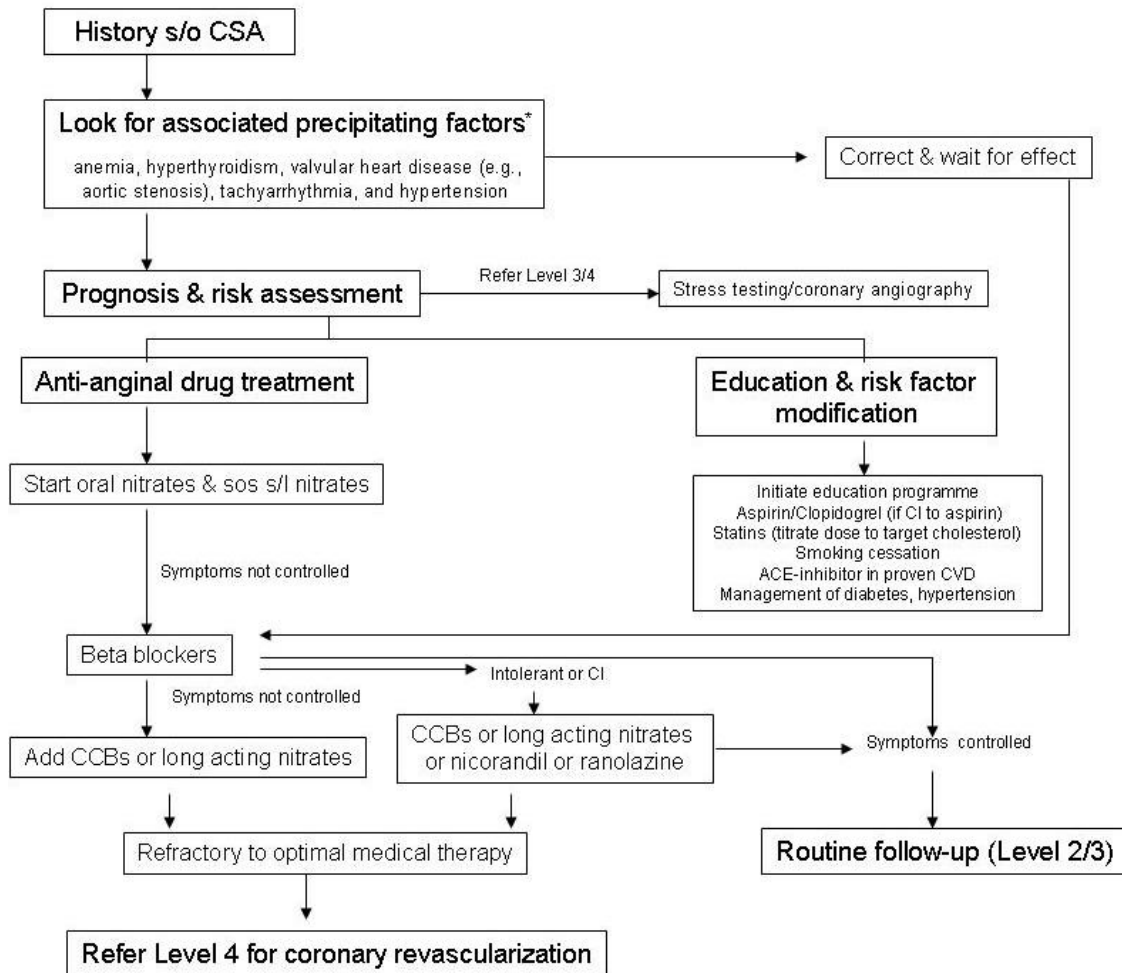 History s/o CSA
Look for associated precipitating factors*
anemia, hyperthyroidism, valvular heart disease (e.g.,
aortic stenosis), tachyarrhythmia, and hypertension
Correct & wait for effect
Prognosis & risk assessment
Refer Level 3/4
Stress testing/coronary angiography
Anti-anginal drug treatment
Education & risk factor
modification
Start oral nitrates & sos s/l nitrates
Initiate education programme
Aspirin/Clopidogrel (if CI to aspirin)
Statins (titrate dose to target cholesterol)
Smoking cessation
ACE-inhibitor in proven CVD
Management of diabetes, hypertension
Symptoms not controlled
Beta blockers
Intolerant or CI
Symptoms not controlled
Add CCBs or long acting nitrates
CCBs or long acting nitrates
or nicorandil or ranolazine
Symptoms controlled
Refractory to optimal medical therapy
Routine follow-up (Level 2/3)
Refer Level 4 for coronary revascularization